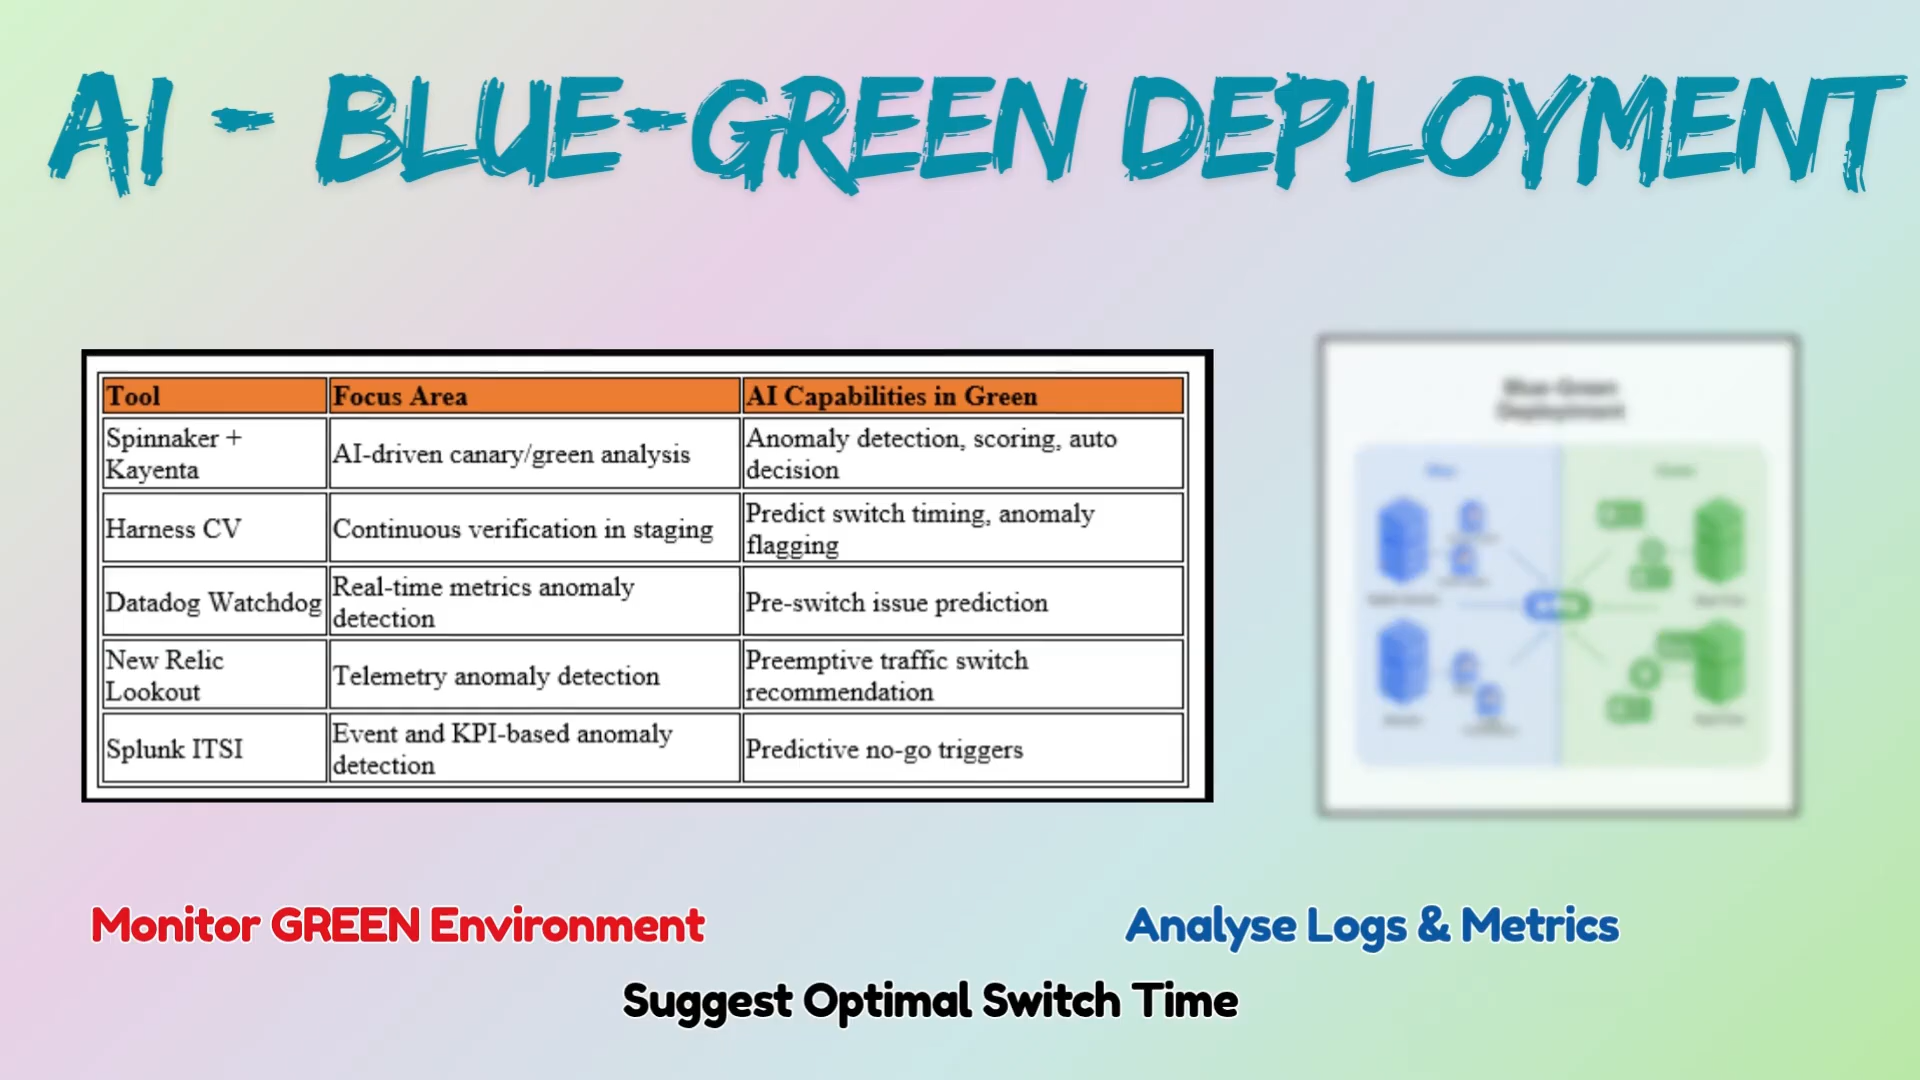 AI - BLUE-GREEN DEPLOYMENT
Tool Focus Area AI Capabilities in Green
Spinnaker + Kayenta AI-driven canary/green analysis Anomaly detection, scoring, auto decision
Harness CV Continuous verification in staging Predict switch timing, anomaly flagging
Datadog Watchdog Real-time metrics anomaly detection Pre-switch issue prediction
New Relic Lookout Telemetry anomaly detection Preemptive traffic switch recommendation
Splunk ITSI Event and KPI-based anomaly detection Predictive no-go triggers
Blue-Green
Deployment
Monitor GREEN Environment
Analyse Logs & Metrics
Suggest Optimal Switch Time